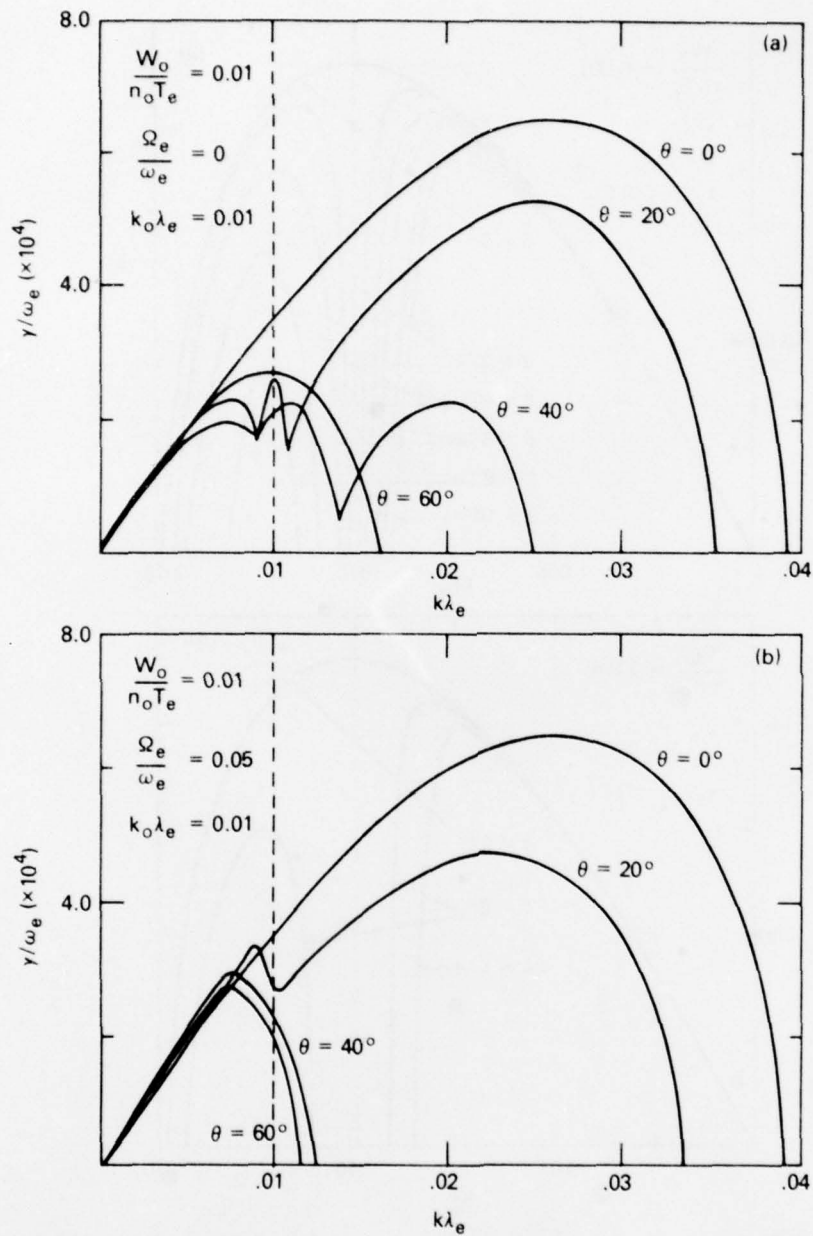 8.0
(a)
W₀/n₀Tₑ = 0.01
Ωₑ/ωₑ = 0
k₀λₑ = 0.01
θ = 0°
θ = 20°
4.0
γ/ωₑ (×10⁴)
θ = 40°
θ = 60°
.01 .02 .03 .04
kλₑ
8.0
(b)
W₀/n₀Tₑ = 0.01
Ωₑ/ωₑ = 0.05
k₀λₑ = 0.01
θ = 0°
θ = 20°
4.0
γ/ωₑ (×10⁴)
θ = 40°
θ = 60°
.01 .02 .03 .04
kλₑ